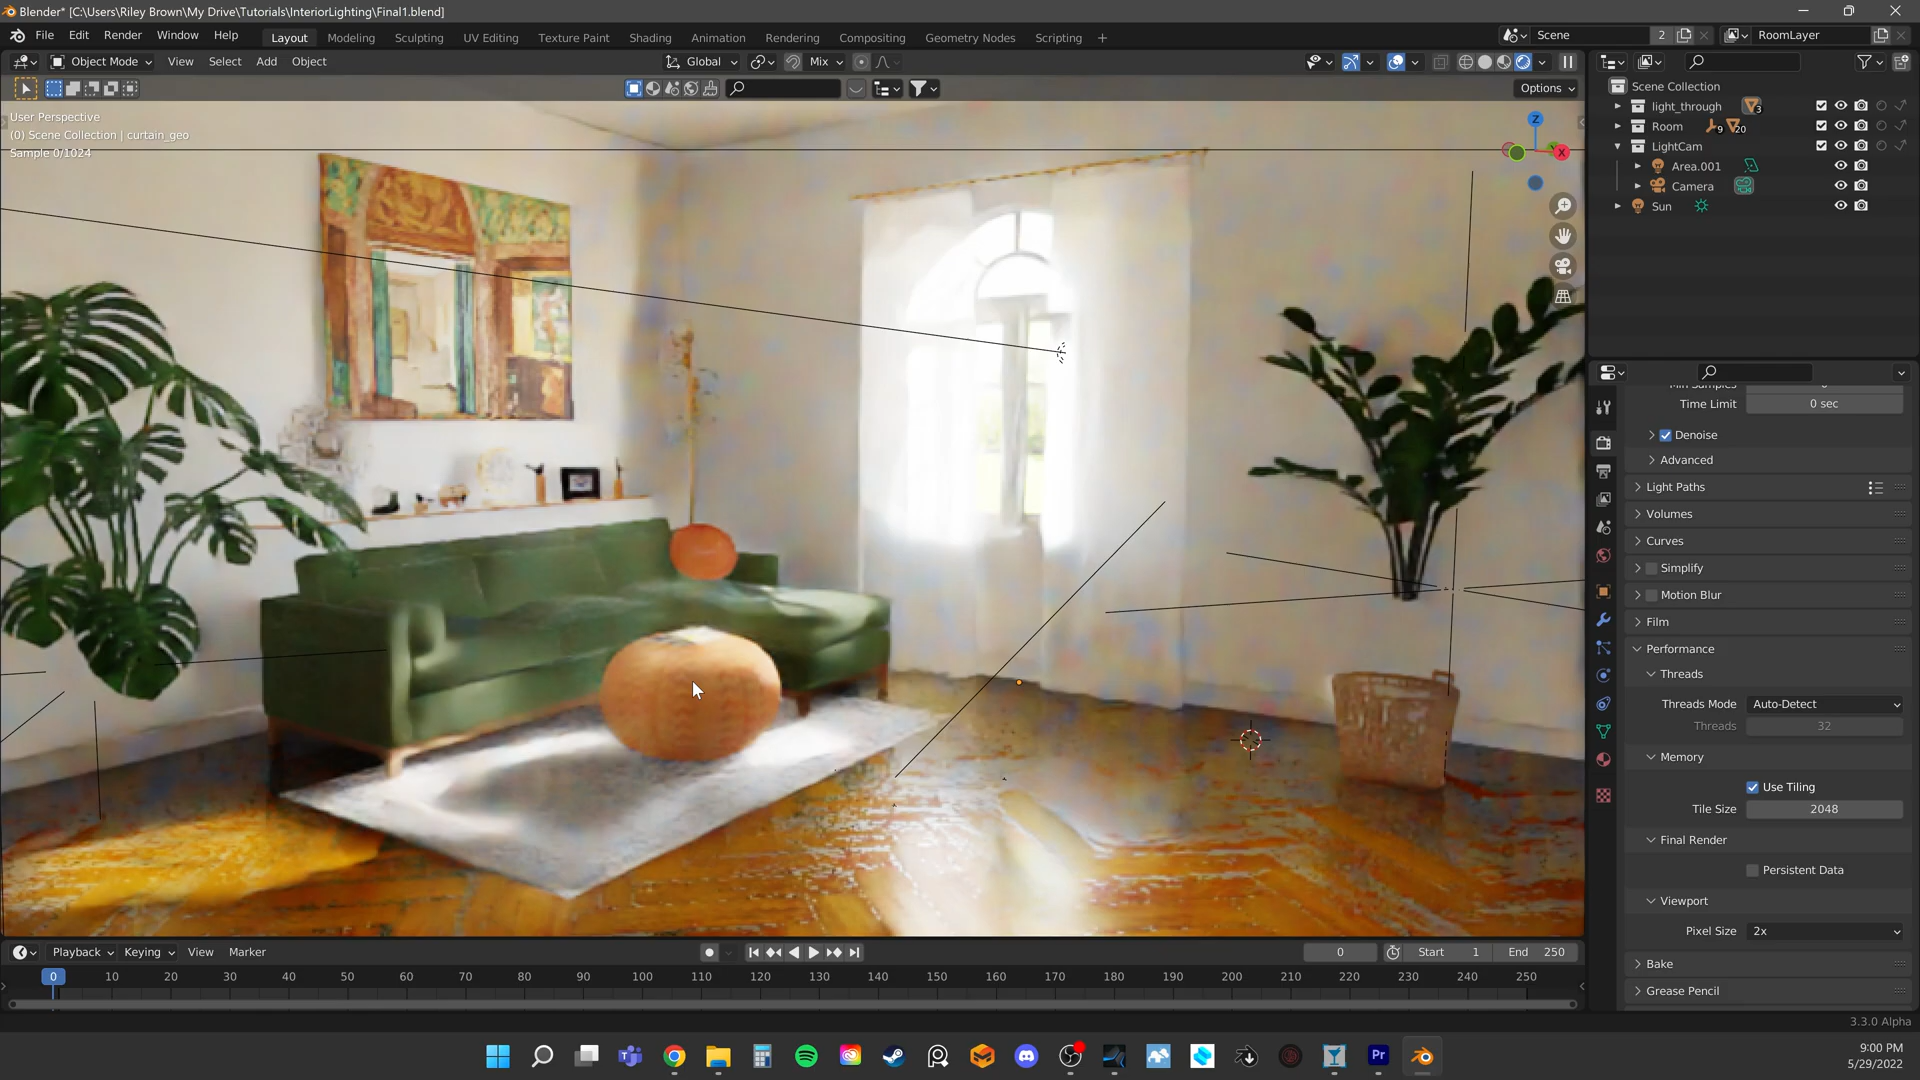 Blender* [C:\Users\Riley Brown\My Drive\Tutorials\InteriorLighting\Final1.blend]
File Edit Render Window Help Layout Modeling Sculpting UV Editing Texture Paint Shading Animation Rendering Compositing Geometry Nodes Scripting +
Scene 2 RoomLayer
Object Mode View Select Add Object Global Mix
Options
User Perspective
(0) Scene Collection | curtain_geo
Sample 0/1024
Z
X
Scene Collection
light_through 3
Room 9 20
LightCam
Area.001
Camera
Sun
Time Limit 0 sec
Denoise
Advanced
Light Paths
Volumes
Curves
Simplify
Motion Blur
Film
Performance
Threads
Threads Mode Auto-Detect
Threads 32
Memory
Use Tiling
Tile Size 2048
Final Render
Persistent Data
Viewport
Pixel Size 2x
Bake
Grease Pencil
Playback Keying View Marker 0 Start 1 End 250
0 10 20 30 40 50 60 70 80 90 100 110 120 130 140 150 160 170 180 190 200 210 220 230 240 250
3.3.0 Alpha
Pr
9:00 PM
5/29/2022